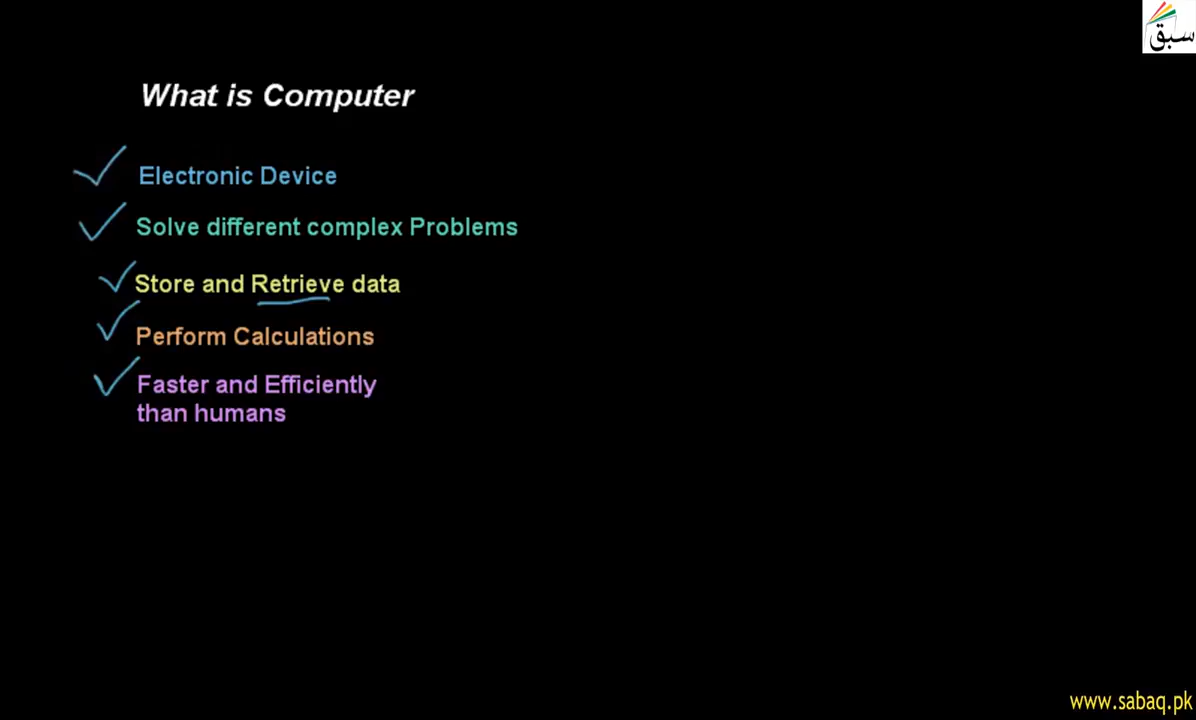 سبق
What is Computer
Electronic Device
Solve different complex Problems
Store and Retrieve data
Perform Calculations
Faster and Efficiently
than humans
www.sabaq.pk